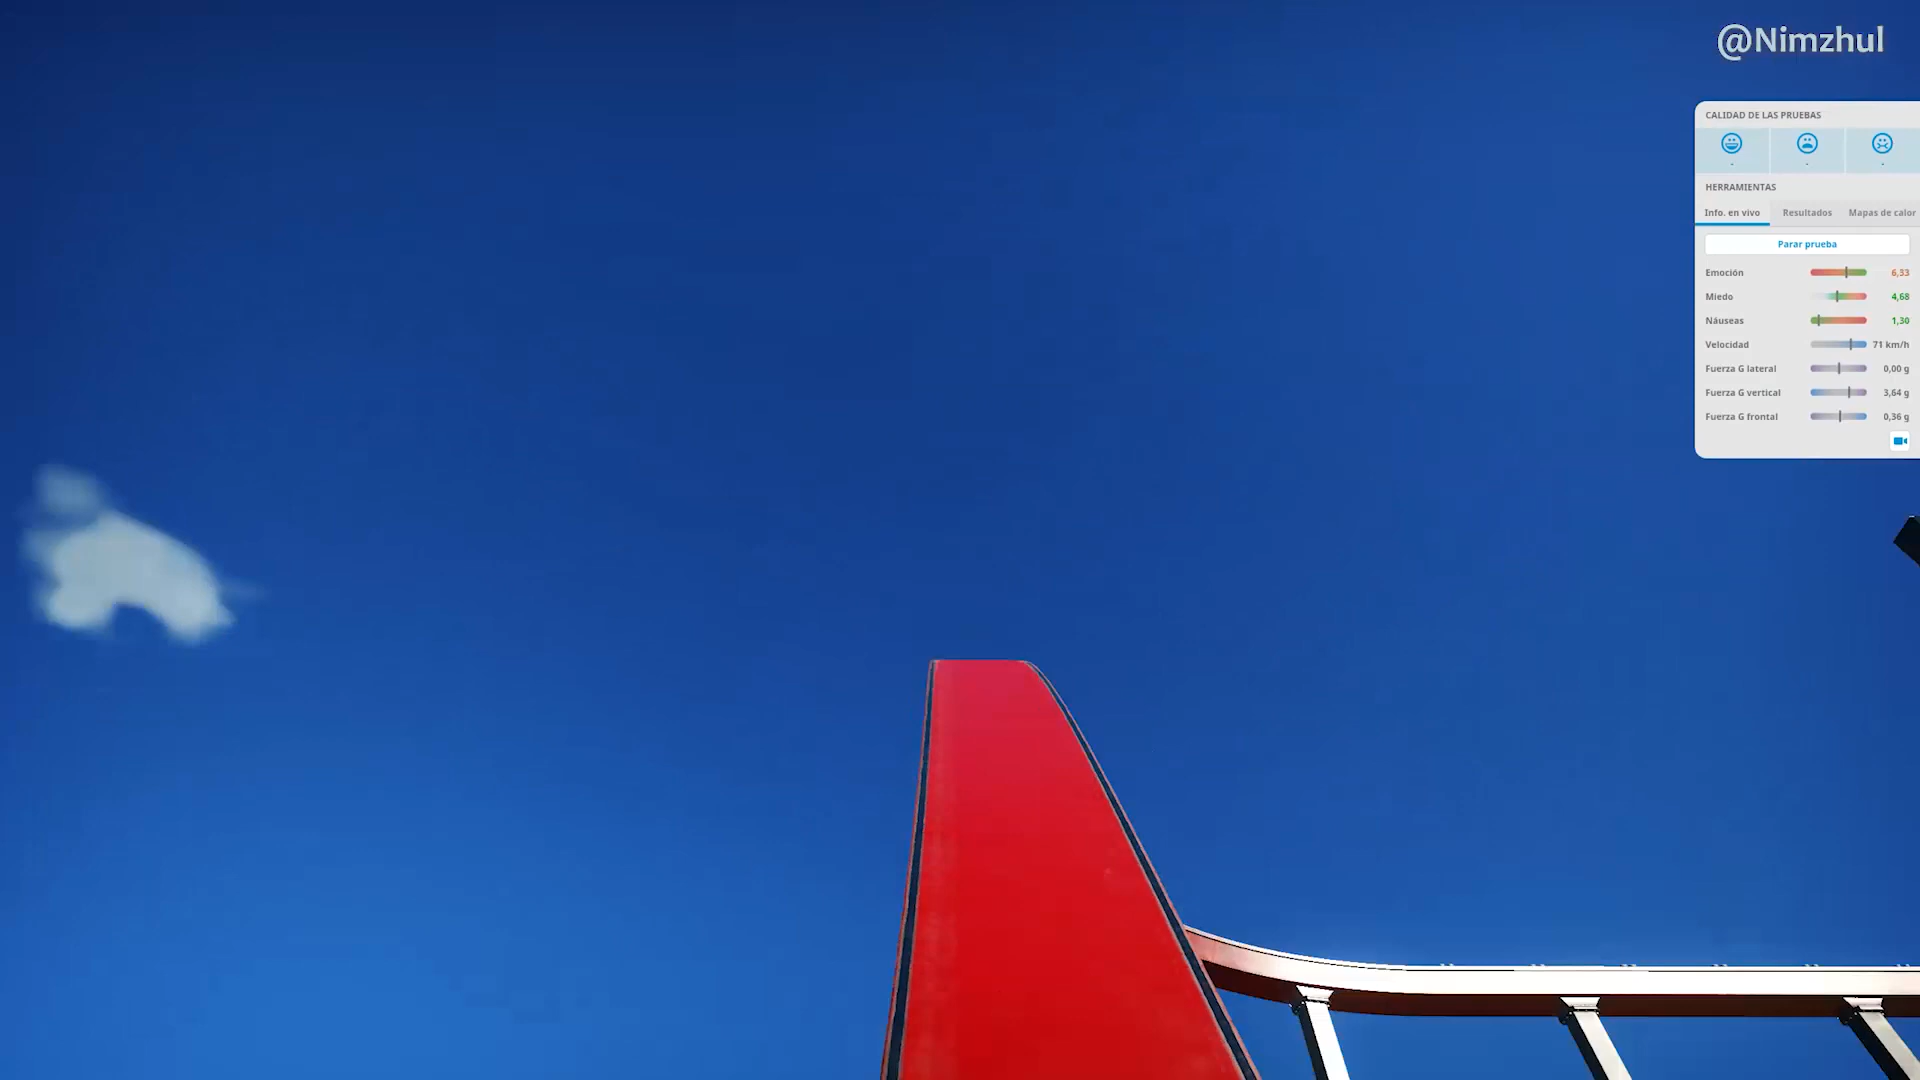 @Nimzhul
CALIDAD DE LAS PRUEBAS
- - -
HERRAMIENTAS
Info. en vivo Resultados Mapas de calor
Parar prueba
Emoción 6,33
Miedo 4,68
Náuseas 1,30
Velocidad 71 km/h
Fuerza G lateral 0,00 g
Fuerza G vertical 3,64 g
Fuerza G frontal 0,36 g